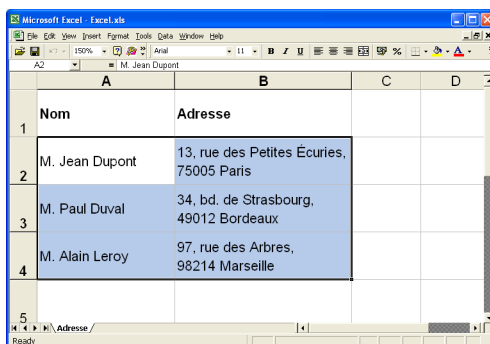 Microsoft Excel - Excel.xls
File Edit View Insert Format Tools Data Window Help
150% Arial 11 B I U %
A2 = M. Jean Dupont
A B C D
1 Nom Adresse
2 M. Jean Dupont 13, rue des Petites Écuries,
75005 Paris
3 M. Paul Duval 34, bd. de Strasbourg,
49012 Bordeaux
4 M. Alain Leroy 97, rue des Arbres,
98214 Marseille
5
Adresse
Ready